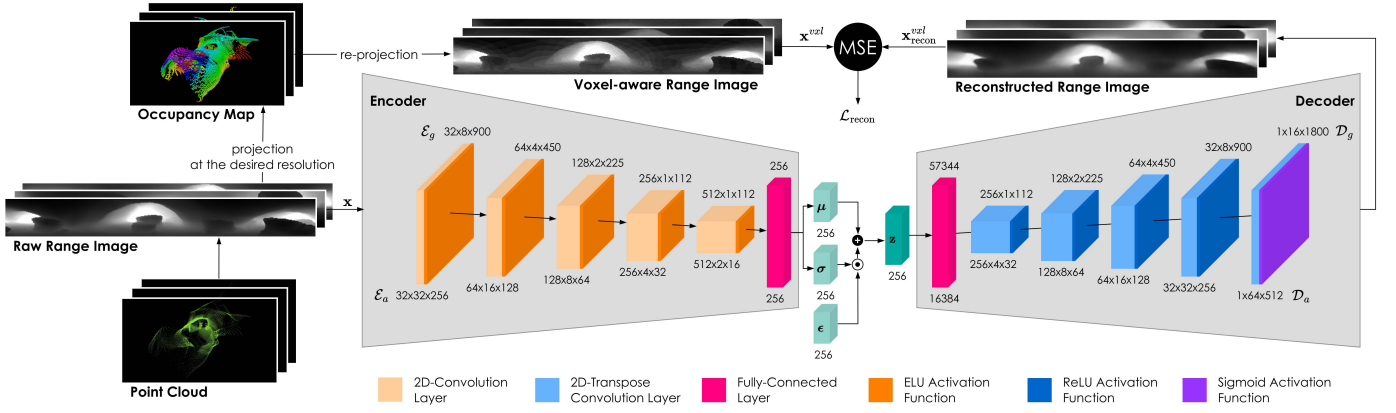 Occupancy Map
re-projection
Voxel-aware Range Image
x^{vxl}
MSE
x^{vxl}_{recon}
Reconstructed Range Image
ℒ_{recon}
projection
at the desired resolution
Raw Range Image
x
Point Cloud
Encoder
ℰ_g
32x8x900
64x4x450
128x2x225
256x1x112
512x1x112
256
ℰ_a
32x32x256
64x16x128
128x8x64
256x4x32
512x2x16
256
μ
256
σ
256
ϵ
256
z
256
Decoder
57344
256x1x112
128x2x225
64x4x450
32x8x900
1x16x1800
𝒟_g
16384
256x4x32
128x8x64
64x16x128
32x32x256
1x64x512
𝒟_a
2D-Convolution
Layer
2D-Transpose
Convolution Layer
Fully-Connected
Layer
ELU Activation
Function
ReLU Activation
Function
Sigmoid Activation
Function